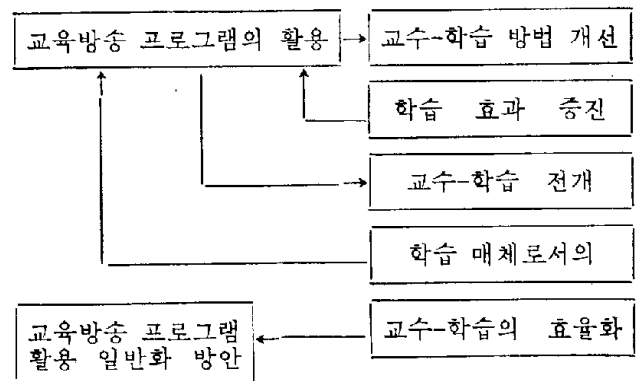 교육방송 프로그램의 활용
교수-학습 방법 개선
학습 효과 증진
교수-학습 전개
학습 매체로서의
교수-학습의 효율화
교육방송 프로그램
활용 일반화 방안